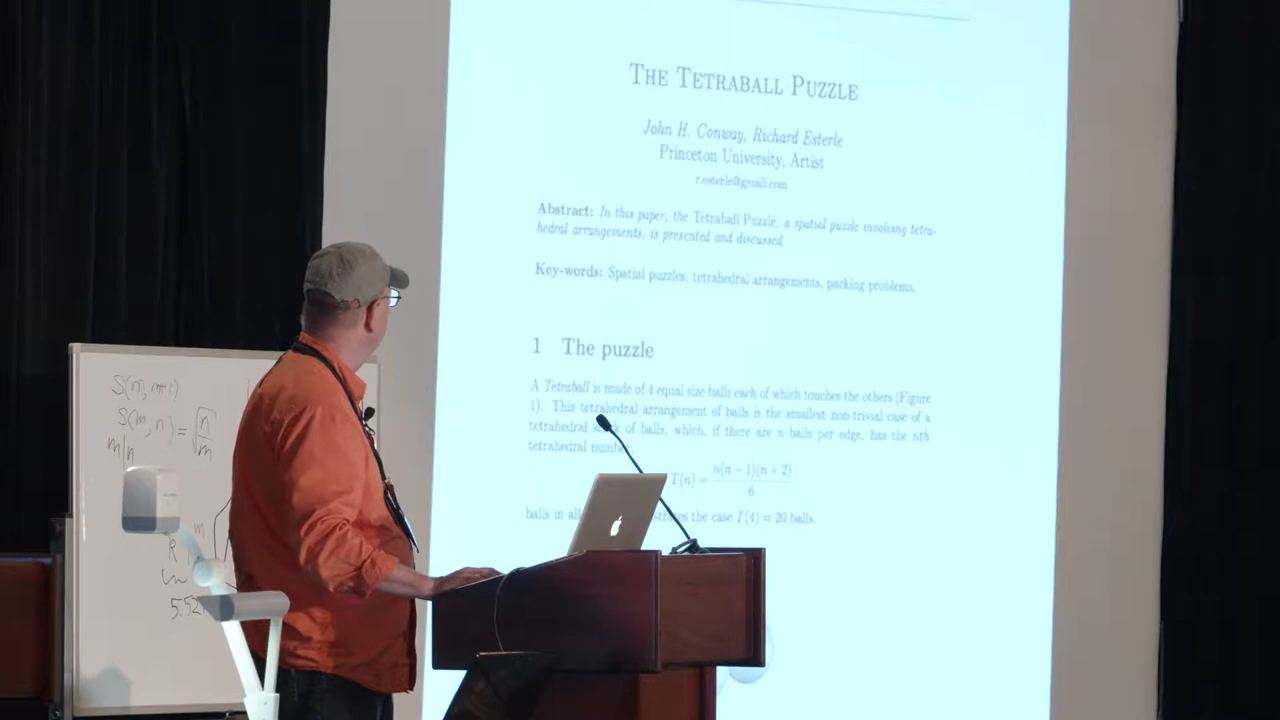 THE TETRABALL PUZZLE
John H. Conway, Richard Esterle
Princeton University, Artist
r.esterle@gmail.com
Abstract: In this paper, the Tetraball Puzzle, a spatial puzzle involving tetra-
hedral arrangements, is presented and discussed.
Key-words: Spatial puzzles, tetrahedral arrangements, packing problems.
1 The puzzle
A Tetraball is made of 4 equal size balls each of which touches the others (Figure
1). This tetrahedral arrangement of balls is the smallest non-trivial case of a
tetrahedral of balls, which, if there are n balls per edge, has the nth
tetrahedral number
T(n) = n(n − 1)(n + 2) / 6
balls in all the case T(4) = 20 balls.
S(m, n+1)
S(m, n) = √(n/m)
m|n
m
R
5.52